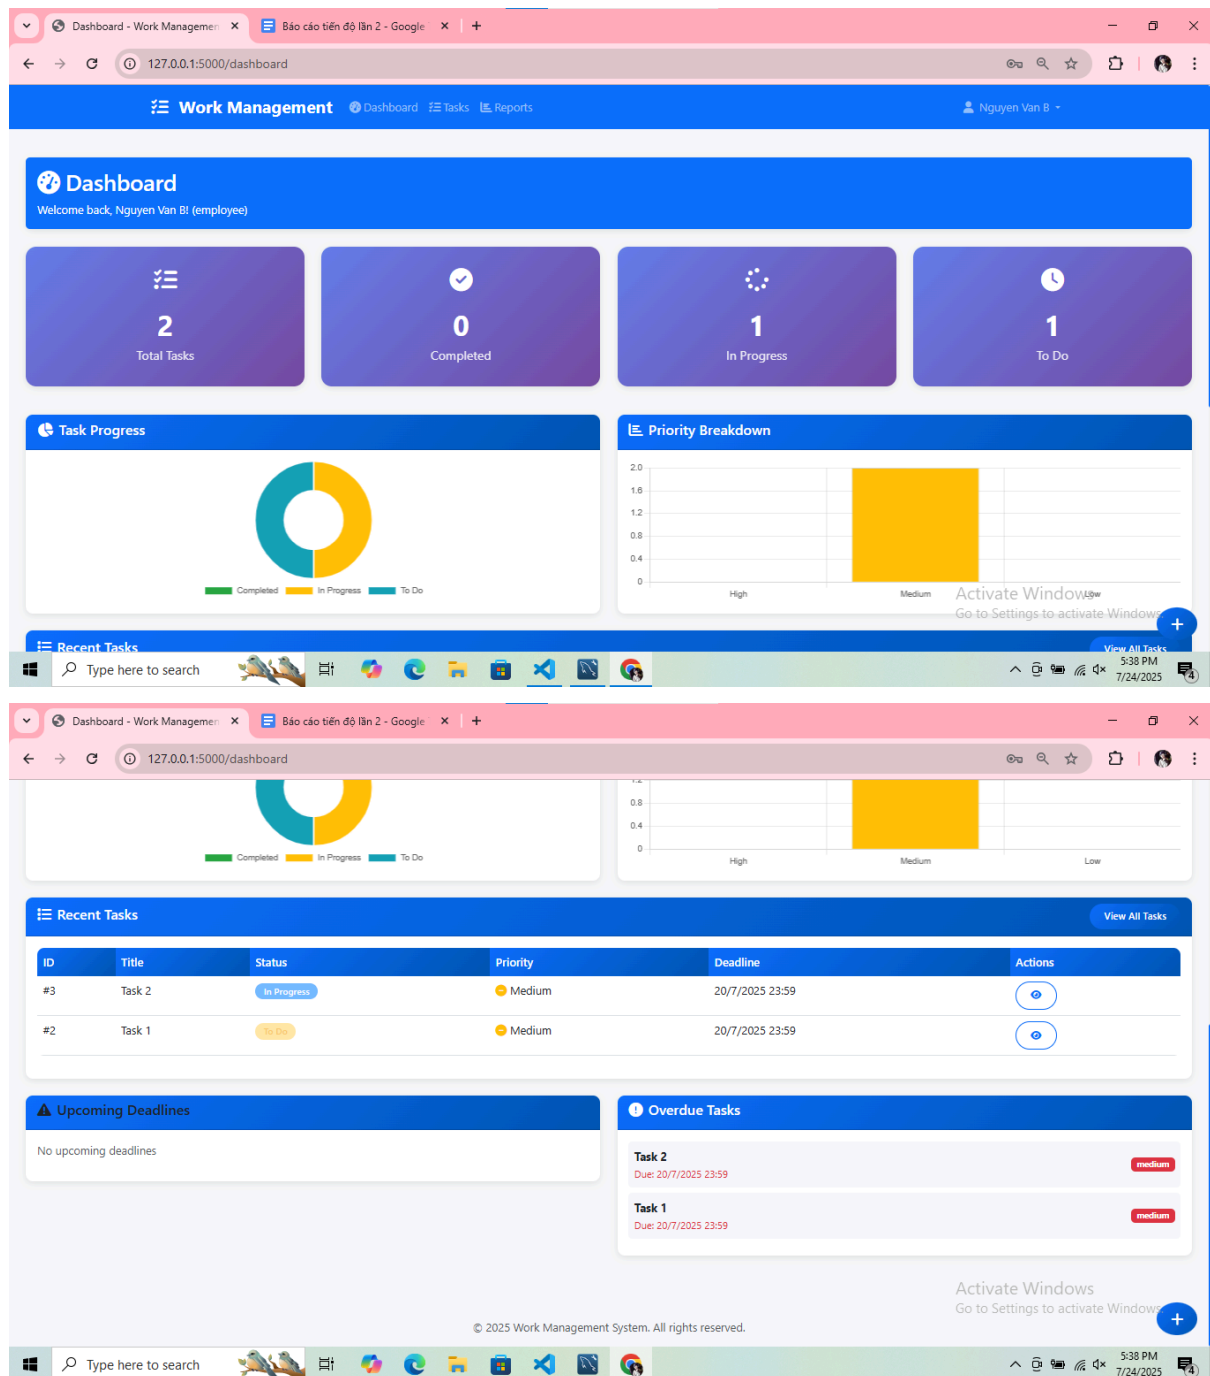 Dashboard - Work Managemen
Báo cáo tiến độ lần 2 - Google
127.0.0.1:5000/dashboard
Work Management Dashboard Tasks Reports Nguyen Van B
Dashboard
Welcome back, Nguyen Van B! (employee)
2 0 1 1
Total Tasks Completed In Progress To Do
Task Progress
Priority Breakdown
2.0
1.6
1.2
0.8
0.4
0
Completed In Progress To Do
High Medium Low
Activate Windows
Go to Settings to activate Windows.
Recent Tasks View All Tasks
Type here to search
5:38 PM
7/24/2025
4
Dashboard - Work Managemen
Báo cáo tiến độ lần 2 - Google
127.0.0.1:5000/dashboard
1.2
0.8
0.4
0
Completed In Progress To Do
High Medium Low
Recent Tasks View All Tasks
ID Title Status Priority Deadline Actions
#3 Task 2 In Progress Medium 20/7/2025 23:59
#2 Task 1 To Do Medium 20/7/2025 23:59
Upcoming Deadlines
No upcoming deadlines
Overdue Tasks
Task 2
Due: 20/7/2025 23:59
medium
Task 1
Due: 20/7/2025 23:59
medium
Activate Windows
Go to Settings to activate Windows.
© 2025 Work Management System. All rights reserved.
Type here to search
5:38 PM
7/24/2025
4